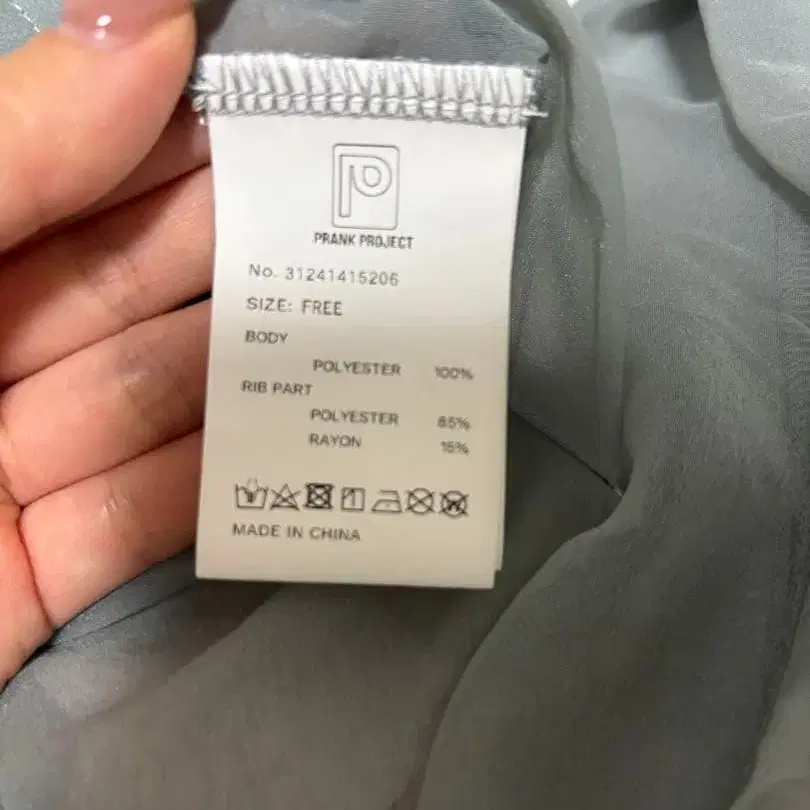 P
PRANK PROJECT
No. 31241415206
SIZE: FREE
BODY
POLYESTER 100%
RIB PART
POLYESTER 85%
RAYON 15%
MADE IN CHINA